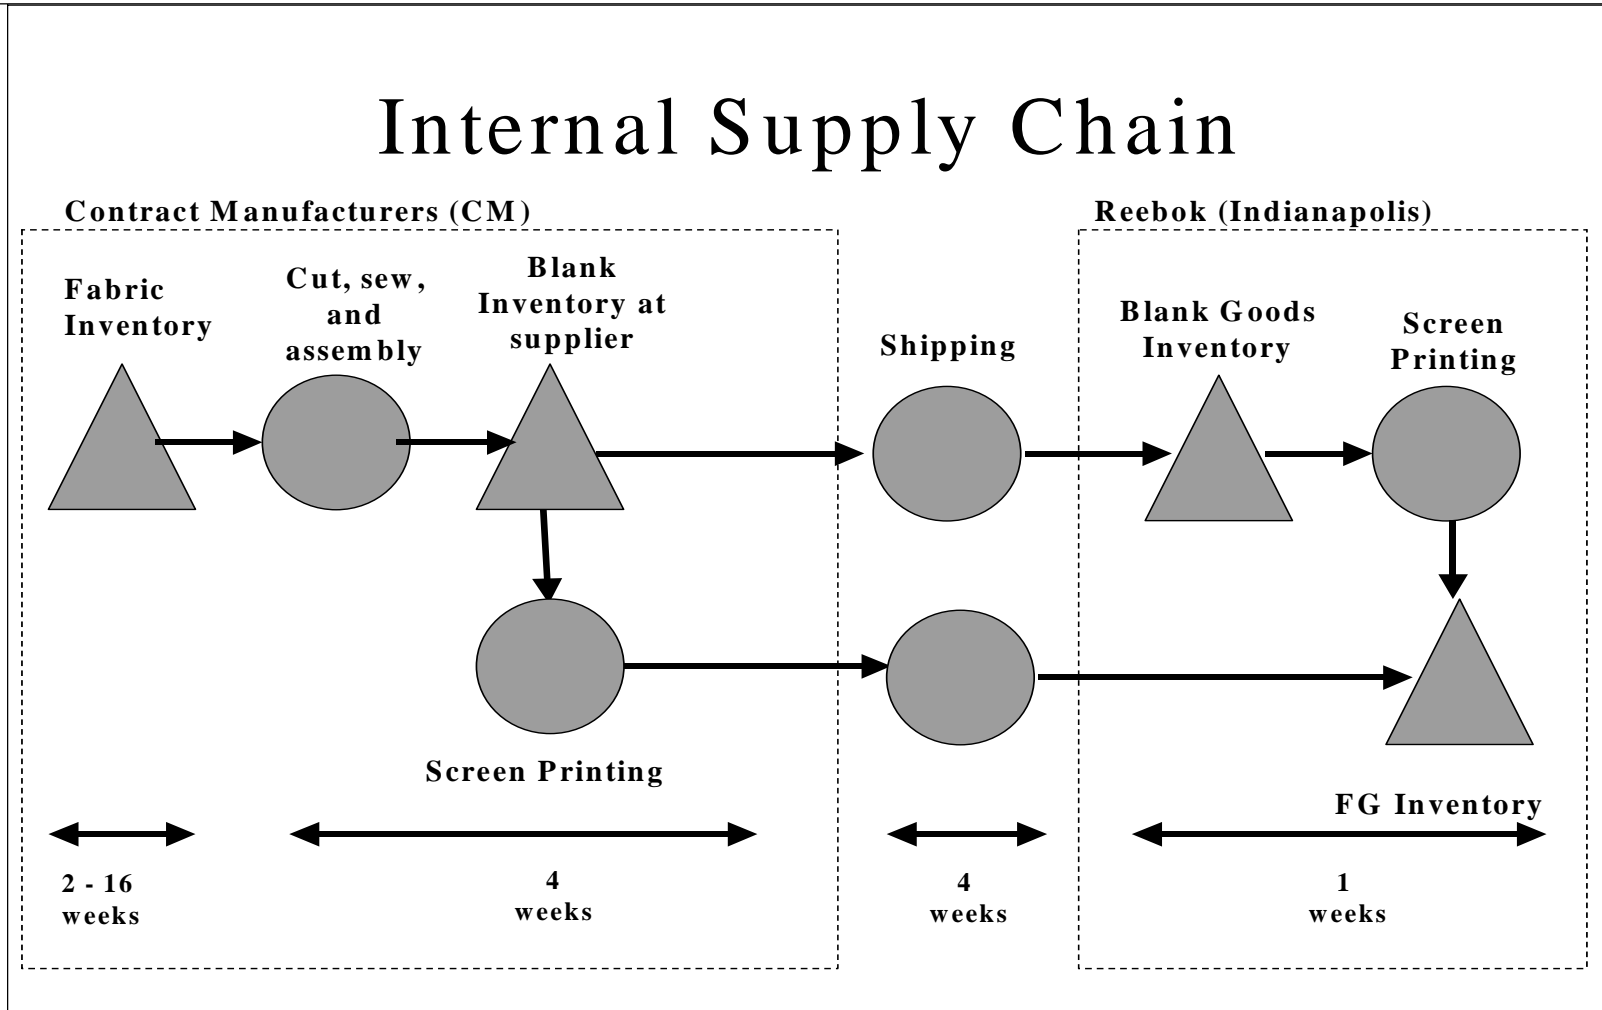 Internal Supply Chain
Contract Manufacturers (CM)
Reebok (Indianapolis)
Fabric
Inventory
Cut, sew,
and
assembly
Blank
Inventory at
supplier
Shipping
Blank Goods
Inventory
Screen
Printing
Screen Printing
FG Inventory
2 - 16
weeks
4
weeks
4
weeks
1
weeks